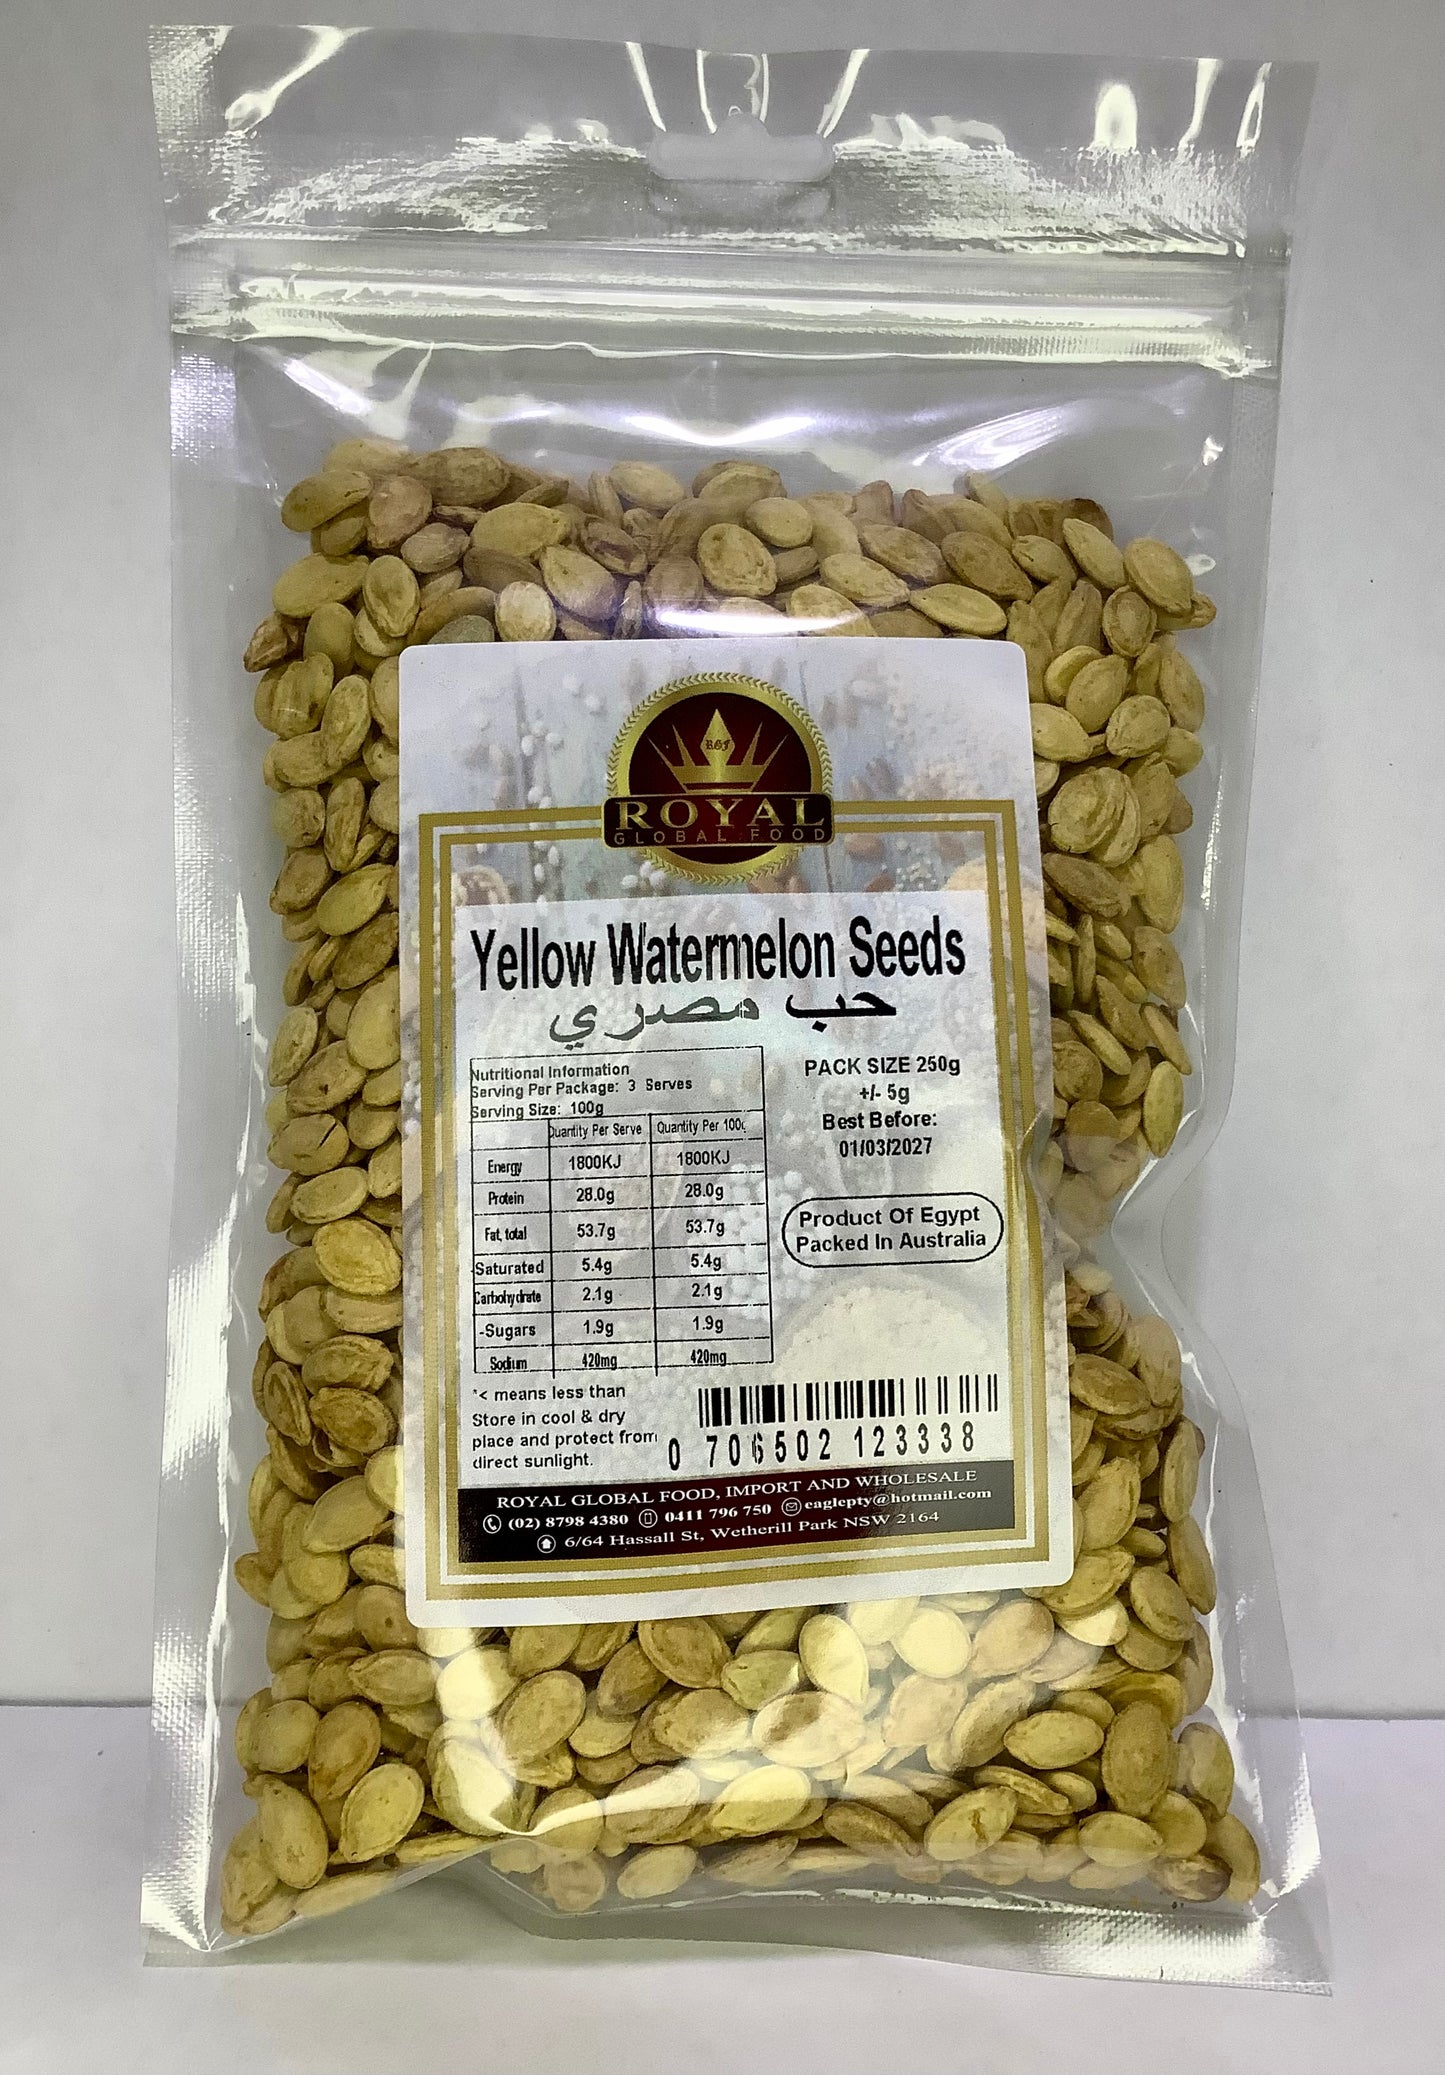 RGF
ROYAL
GLOBAL FOOD
Yellow Watermelon Seeds
حب مصري
Nutritional Information
Serving Per Package: 3 Serves
Serving Size: 100g
Quantity Per Serve Quantity Per 100g
Energy 1800KJ 1800KJ
Protein 28.0g 28.0g
Fat, total 53.7g 53.7g
-Saturated 5.4g 5.4g
Carbohydrate 2.1g 2.1g
-Sugars 1.9g 1.9g
Sodium 420mg 420mg
PACK SIZE 250g
+/- 5g
Best Before:
01/03/2027
Product Of Egypt
Packed In Australia
*< means less than
Store in cool & dry
place and protect from
direct sunlight.
0 706502 123338
ROYAL GLOBAL FOOD, IMPORT AND WHOLESALE
(02) 8798 4380 0411 796 750 eaglepty@hotmail.com
6/64 Hassall St, Wetherill Park NSW 2164